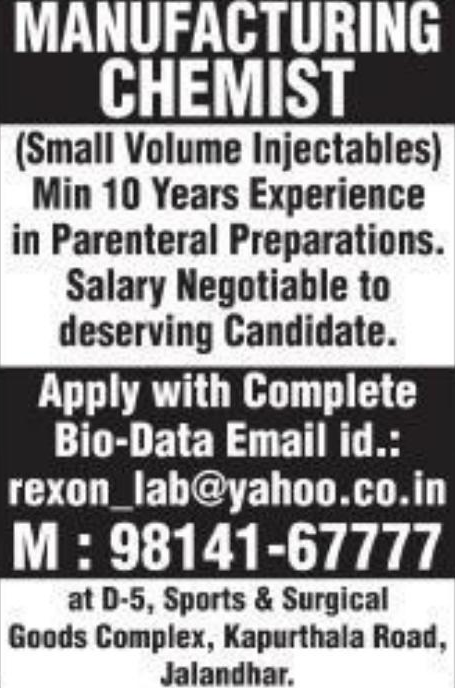 MANUFACTURING
CHEMIST
(Small Volume Injectables)
Min 10 Years Experience
in Parenteral Preparations.
Salary Negotiable to
deserving Candidate.
Apply with Complete
Bio-Data Email id.:
rexon_lab@yahoo.co.in
M : 98141-67777
at D-5, Sports & Surgical
Goods Complex, Kapurthala Road,
Jalandhar.